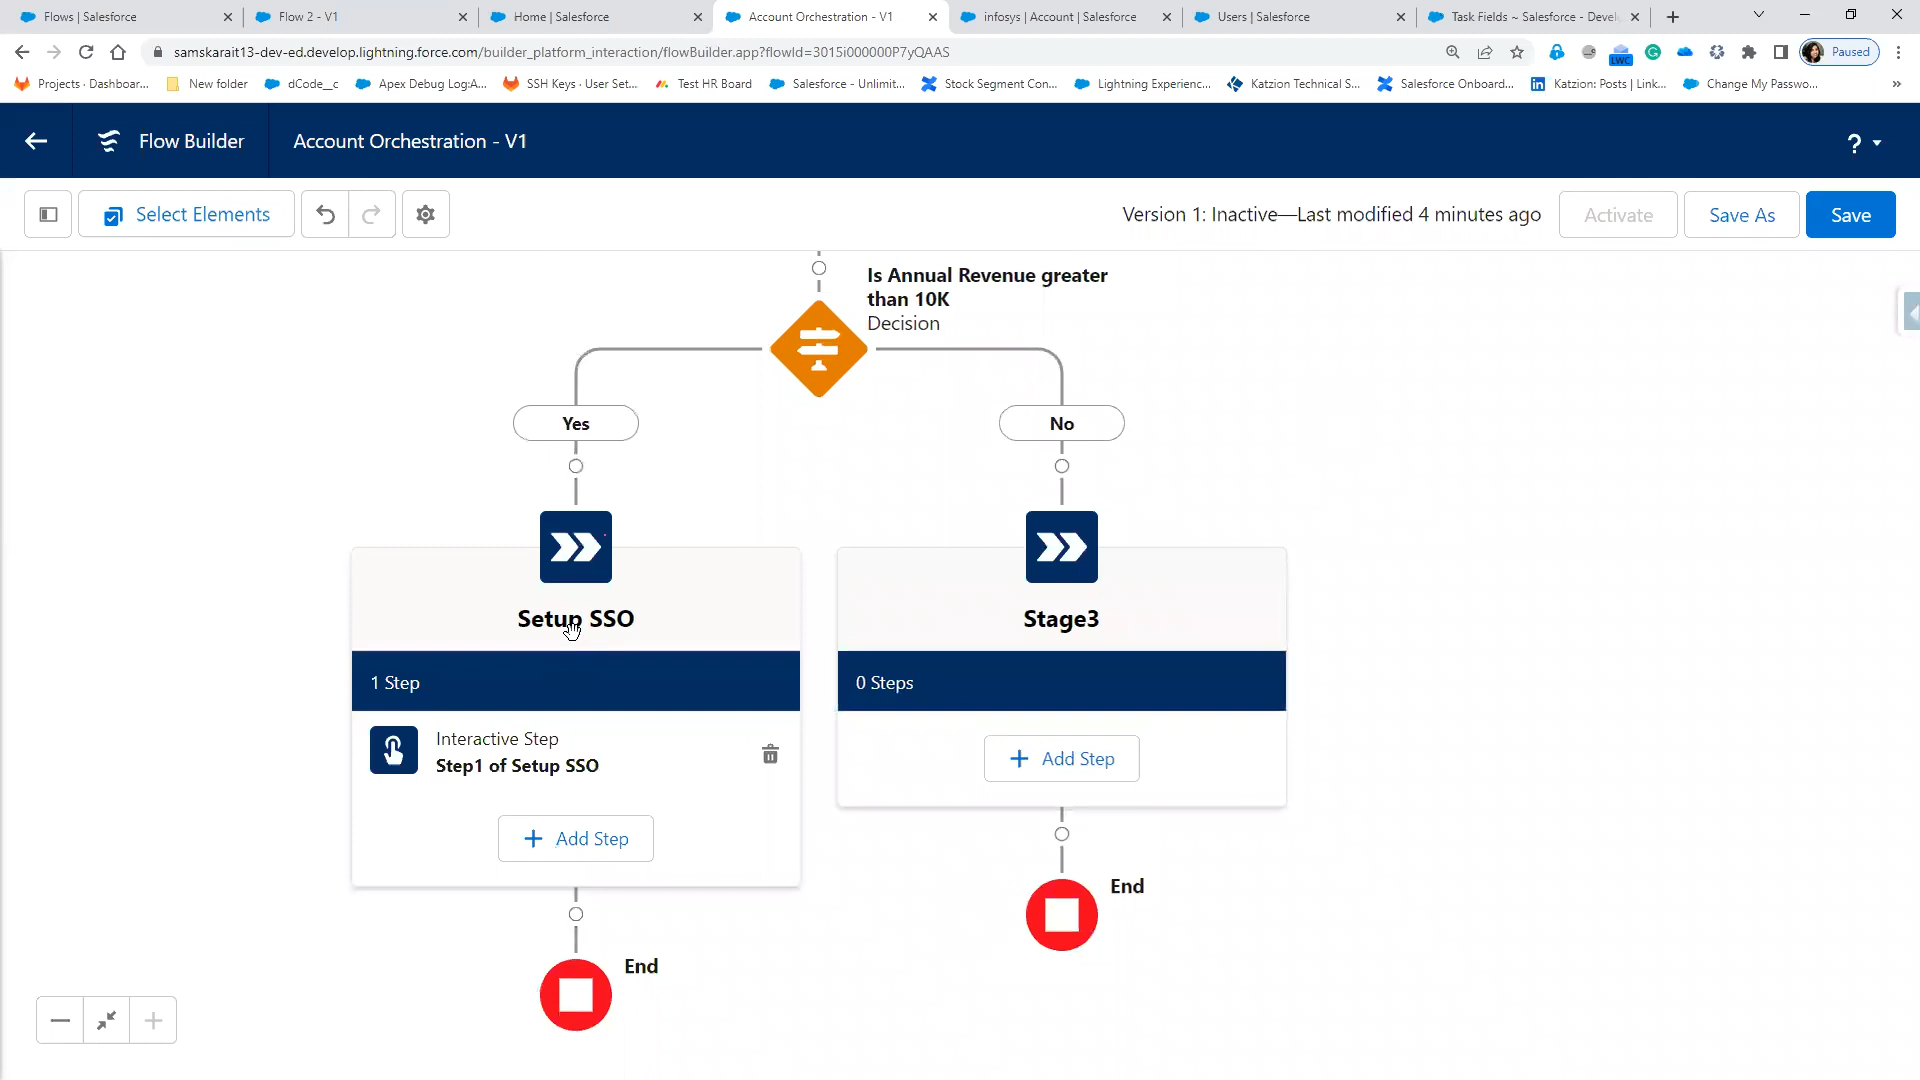 Flows | Salesforce
Flow 2 - V1
Home | Salesforce
Account Orchestration - V1
infosys | Account | Salesforce
Users | Salesforce
Task Fields ~ Salesforce - Devel
samskarait13-dev-ed.develop.lightning.force.com/builder_platform_interaction/flowBuilder.app?flowId=3015i000000P7yQAAS
LWC
Paused
Projects · Dashboar...
New folder
dCode__c
Apex Debug Log:A...
SSH Keys · User Set...
Test HR Board
Salesforce - Unlimit...
Stock Segment Con...
Lightning Experienc...
Katzion Technical S...
Salesforce Onboard...
Katzion: Posts | Link...
Change My Passwo...
»
Flow Builder
Account Orchestration - V1
?
Select Elements
Version 1: Inactive—Last modified 4 minutes ago
Activate
Save As
Save
Is Annual Revenue greater
than 10K
Decision
Yes
No
Setup SSO
Stage3
1 Step
0 Steps
Interactive Step
Step1 of Setup SSO
+ Add Step
+ Add Step
End
End